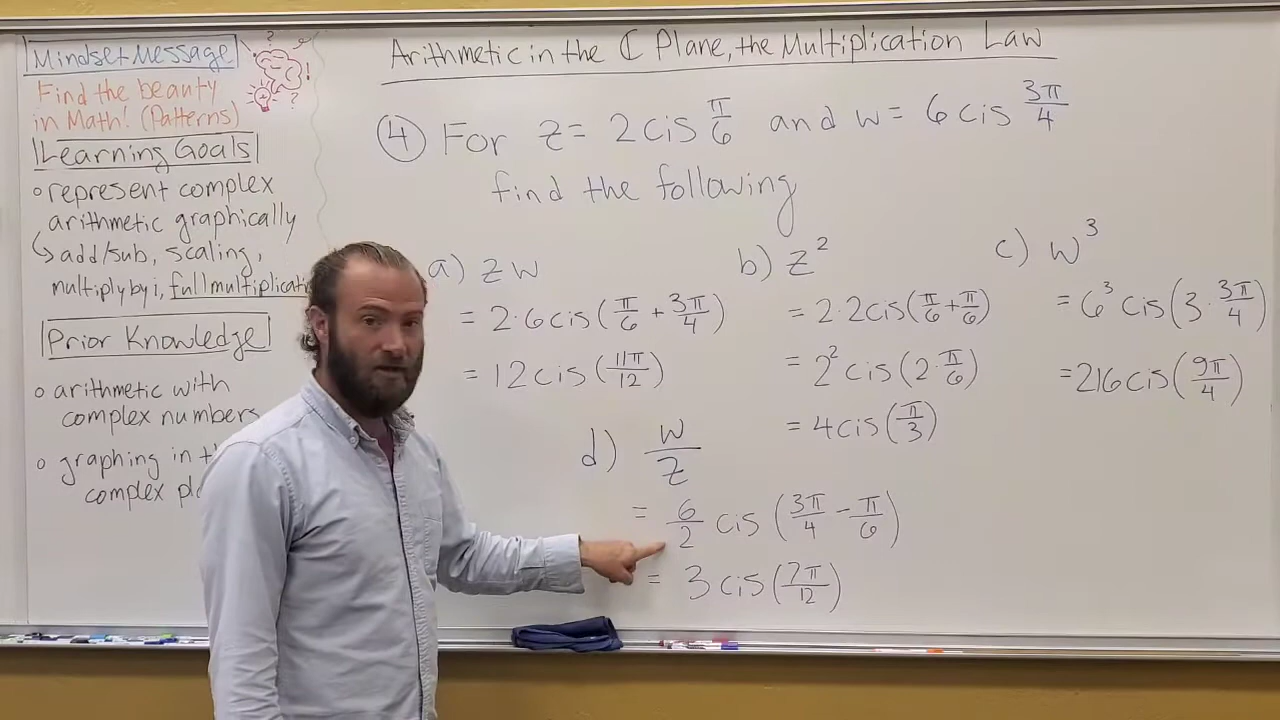 Mindset Message
Find the beauty
in Math! (Patterns)
Learning Goals
◦ represent complex
arithmetic graphically
↳ add/sub, scaling,
multiply by i, full multiplicati
Prior Knowledge
◦ arithmetic with
complex numbers
◦ graphing in t
complex pl
Arithmetic in the ℂ Plane, the Multiplication Law
④ For z = 2 cis π/6 and w = 6 cis 3π/4
find the following
a) zw
= 2·6 cis(π/6 + 3π/4)
= 12 cis(11π/12)
b) z²
= 2·2 cis(π/6 + π/6)
= 2² cis(2·π/6)
= 4 cis(π/3)
c) w³
= 6³ cis(3·3π/4)
= 216 cis(9π/4)
d) w/z
= 6/2 cis(3π/4 − π/6)
= 3 cis(7π/12)